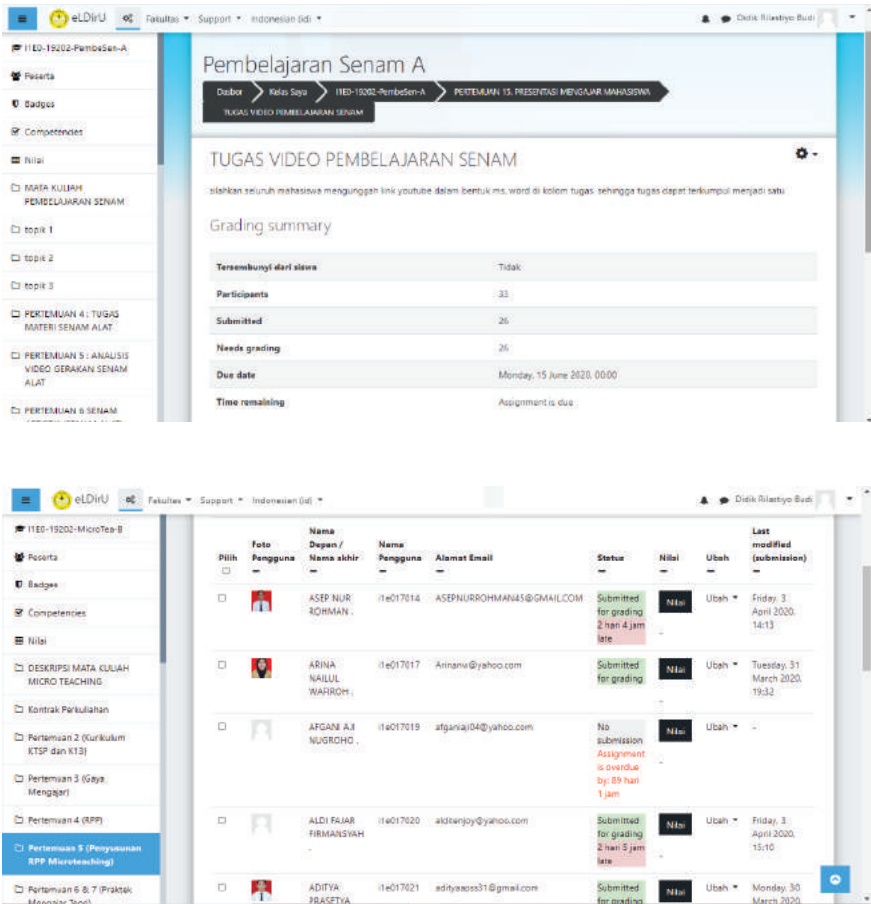 eLDirU Fakultas Support Indonesian (id) Didik Rilastiyo Budi
I1E0-19202-PembeSen-A
Peserta
Badges
Competencies
Nilai
MATA KULIAH
PEMBELAJARAN SENAM
topik 1
topik 2
topik 3
PERTEMUAN 4 : TUGAS
MATERI SENAM ALAT
PERTEMUAN 5 : ANALISIS
VIDEO GERAKAN SENAM
ALAT
PERTEMUAN 6 SENAM
Pembelajaran Senam A
Dasbor Kelas Saya I1E0-19202-PembeSen-A PERTEMUAN 15. PRESENTASI MENGAJAR MAHASISWA
TUGAS VIDEO PEMBELAJARAN SENAM
TUGAS VIDEO PEMBELAJARAN SENAM
silahkan seluruh mahasiswa mengunggah link youtube dalam bentuk ms. word di kolom tugas. sehingga tugas dapat terkumpul menjadi satu
Grading summary
Tersembunyi dari siswa Tidak
Participants 33
Submitted 26
Needs grading 26
Due date Monday, 15 June 2020, 00:00
Time remaining Assignment is due
eLDirU Fakultas Support Indonesian (id) Didik Rilastiyo Budi
I1E0-19202-MicroTea-B
Peserta
Badges
Competencies
Nilai
DESKRIPSI MATA KULIAH
MICRO TEACHING
Kontrak Perkuliahan
Pertemuan 2 (Kurikulum
KTSP dan K13)
Pertemuan 3 (Gaya
Mengajar)
Pertemuan 4 (RPP)
Pertemuan 5 (Penyusunan
RPP Microteaching)
Pertemuan 6 & 7 (Praktek
Mengajar Teori)
Nama Last
Foto Depan / Nama modified
Pilih Pengguna Nama akhir Pengguna Alamat Email Status Nilai Ubah (submission)
ASEP NUR i1e017014 ASEPNURROHMAN45@GMAIL.COM Submitted Nilai Ubah Friday, 3
ROHMAN . for grading April 2020,
2 hari 4 jam 14:13
late -
ARINA i1e017017 Arinanw@yahoo.com Submitted Nilai Ubah Tuesday, 31
NAILUL for grading March 2020,
WAFIROH . 19:32
-
AFGANI AJI i1e017019 afganiaji04@yahoo.com No Nilai Ubah -
NUGROHO . submission
Assignment
is overdue -
by: 89 hari
1 jam
ALDI FAJAR i1e017020 alditenjoy@yahoo.com Submitted Nilai Ubah Friday, 3
FIRMANSYAH for grading April 2020,
. 2 hari 5 jam 15:10
late -
ADITYA i1e017021 adityaaoss31@gmail.com Submitted Nilai Ubah Monday, 30
PRASETYA for grading March 2020,